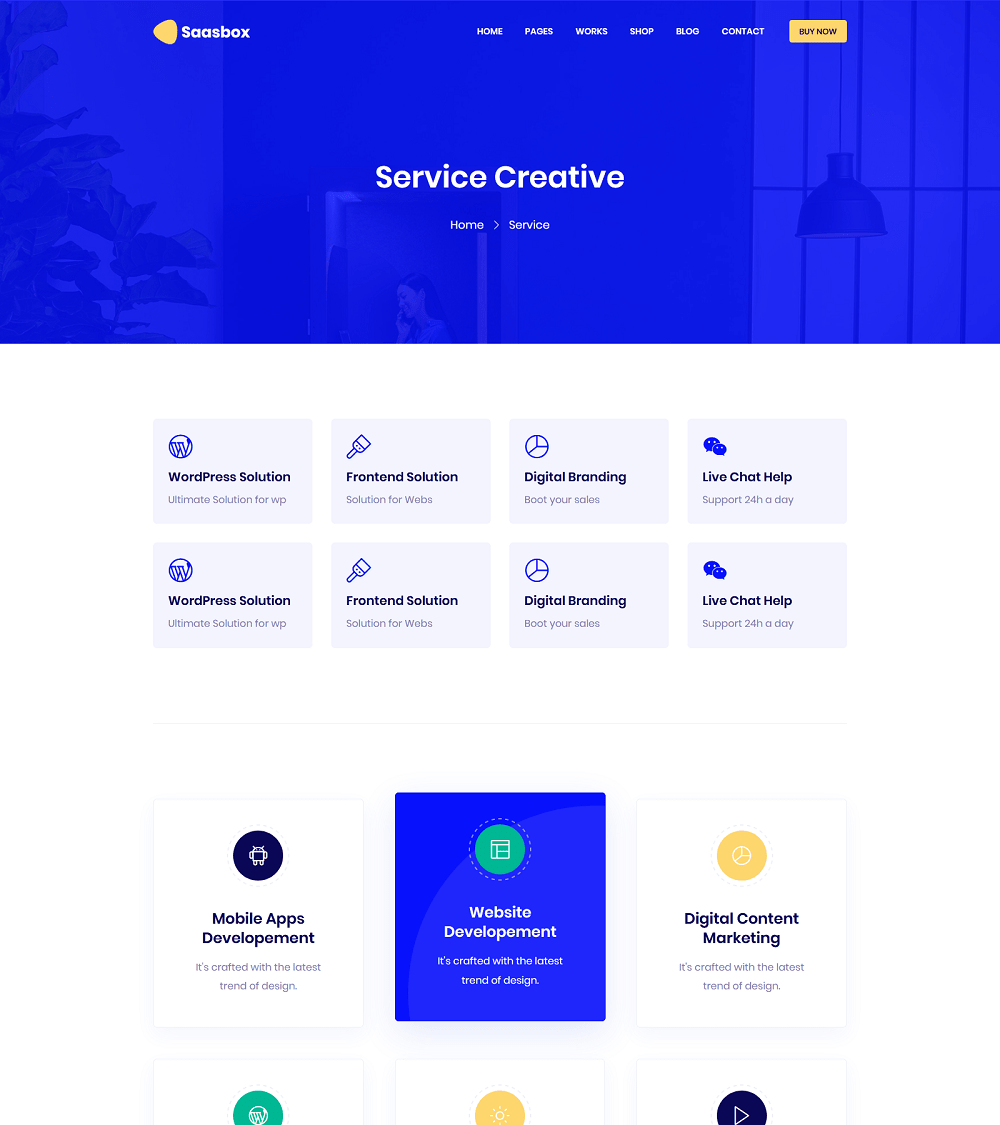 Saasbox
HOME PAGES WORKS SHOP BLOG CONTACT BUY NOW
Service Creative
Home Service
WordPress Solution
Ultimate Solution for wp
Frontend Solution
Solution for Webs
Digital Branding
Boot your sales
Live Chat Help
Support 24h a day
WordPress Solution
Ultimate Solution for wp
Frontend Solution
Solution for Webs
Digital Branding
Boot your sales
Live Chat Help
Support 24h a day
Mobile Apps
Developement
It's crafted with the latest
trend of design.
Website
Developement
It's crafted with the latest
trend of design.
Digital Content
Marketing
It's crafted with the latest
trend of design.